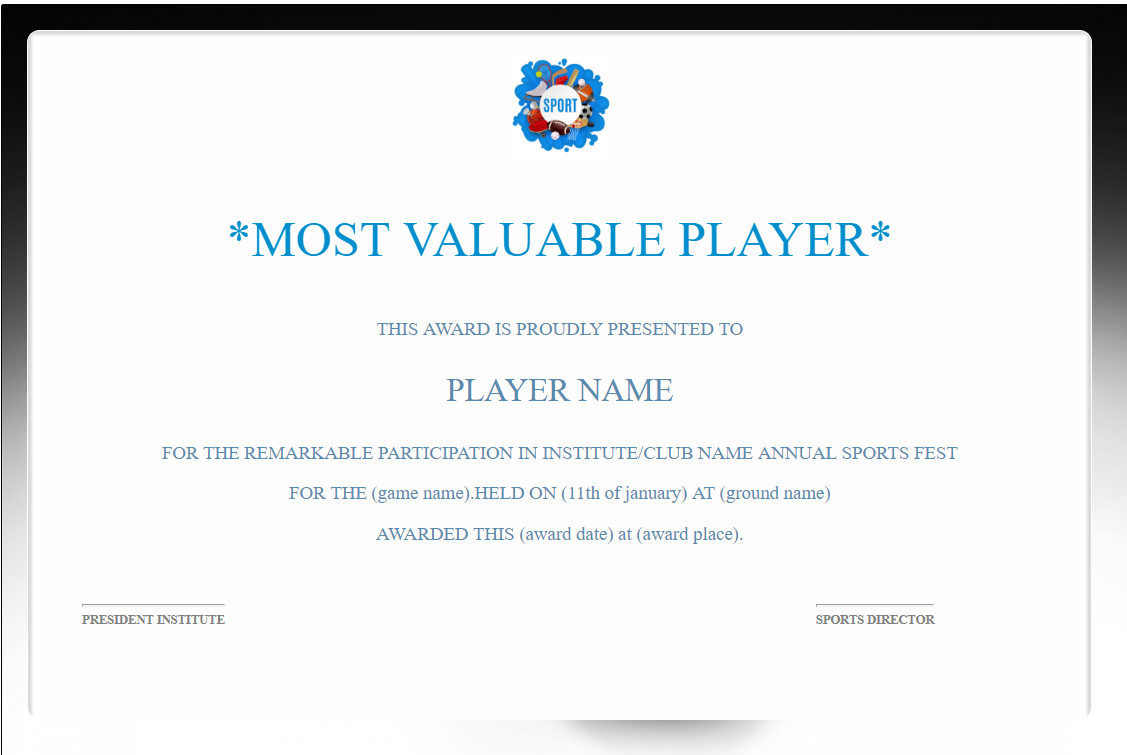 SPORT
*MOST VALUABLE PLAYER*
THIS AWARD IS PROUDLY PRESENTED TO
PLAYER NAME
FOR THE REMARKABLE PARTICIPATION IN INSTITUTE/CLUB NAME ANNUAL SPORTS FEST
FOR THE (game name).HELD ON (11th of january) AT (ground name)
AWARDED THIS (award date) at (award place).
PRESIDENT INSTITUTE
SPORTS DIRECTOR